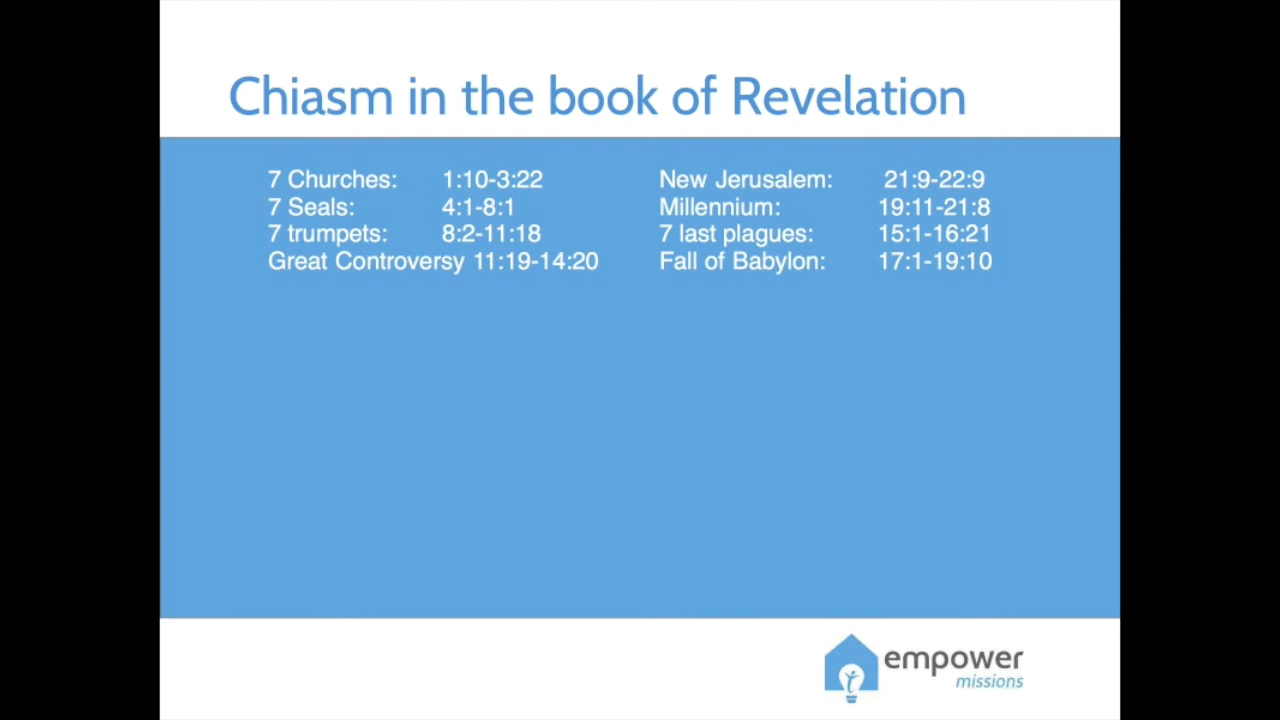 Chiasm in the book of Revelation
7 Churches: 1:10-3:22 New Jerusalem: 21:9-22:9
7 Seals: 4:1-8:1 Millennium: 19:11-21:8
7 trumpets: 8:2-11:18 7 last plagues: 15:1-16:21
Great Controversy 11:19-14:20 Fall of Babylon: 17:1-19:10
empower
missions